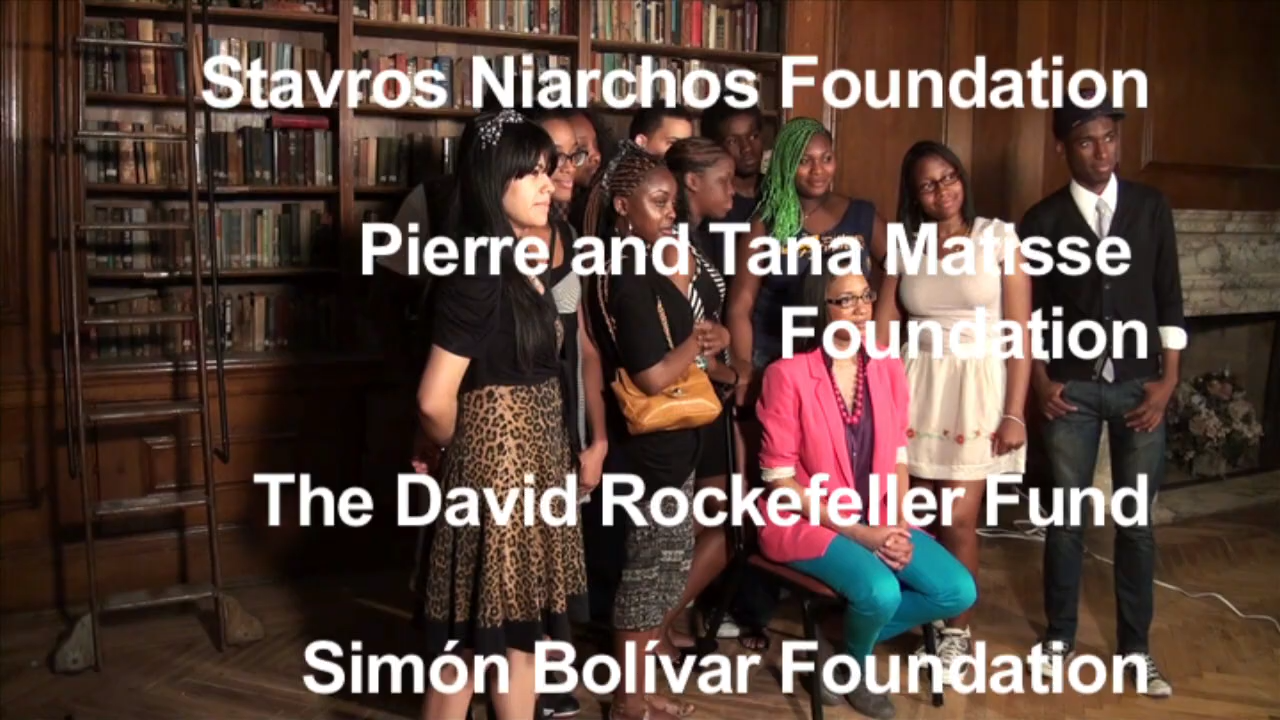 Stavros Niarchos Foundation
Pierre and Tana Matisse
Foundation
The David Rockefeller Fund
Simón Bolívar Foundation